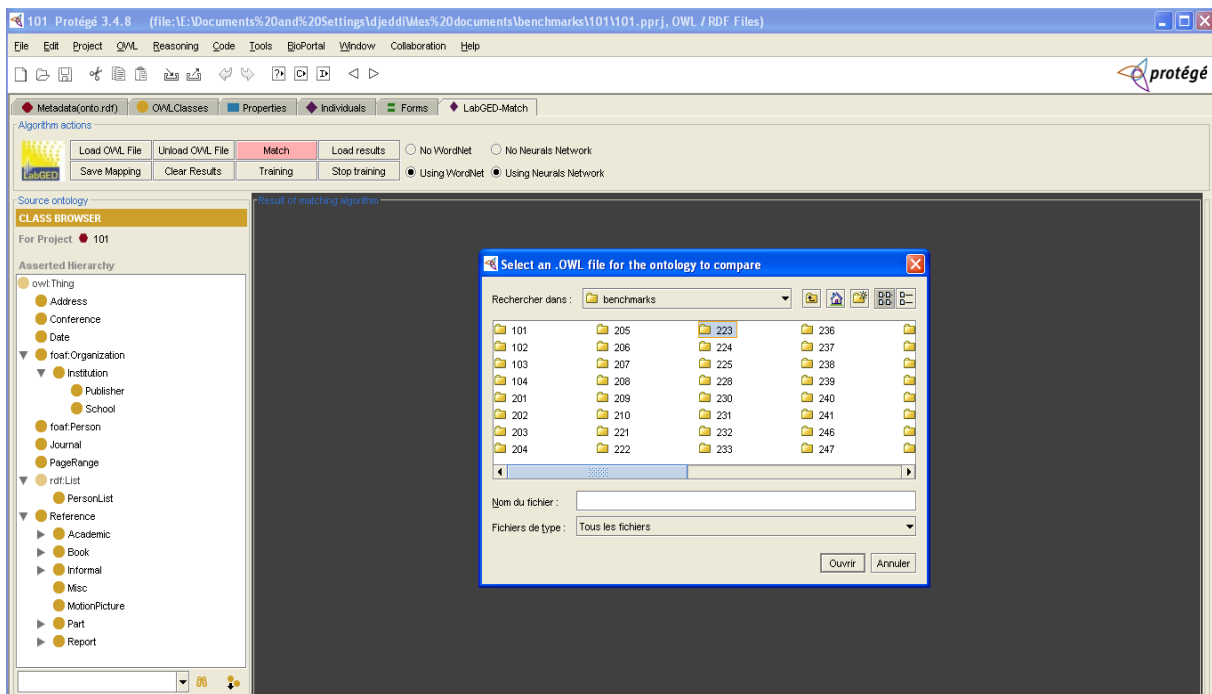 101 Protégé 3.4.8 (file:\E:\Documents%20and%20Settings\djeddi\Mes%20documents\benchmarks\101\101.pprj, OWL / RDF Files)
File Edit Project OWL Reasoning Code Tools BioPortal Window Collaboration Help
protégé
Metadata(onto.rdf) OWLClasses Properties Individuals Forms LabGED-Match
Algorithm actions
LabGED
Load OWL File Unload OWL File Match Load results No WordNet No Neurals Network
Save Mapping Clear Results Training Stop training Using WordNet Using Neurals Network
Source ontology
CLASS BROWSER
For Project 101
Asserted Hierarchy
owl:Thing
Address
Conference
Date
foaf:Organization
Institution
Publisher
School
foaf:Person
Journal
PageRange
rdf:List
PersonList
Reference
Academic
Book
Informal
Misc
MotionPicture
Part
Report
Result of matching algorithm
Select an .OWL file for the ontology to compare
Rechercher dans : benchmarks
101 205 223 236
102 206 224 237
103 207 225 238
104 208 228 239
201 209 230 240
202 210 231 241
203 221 232 246
204 222 233 247
Nom du fichier :
Fichiers de type : Tous les fichiers
Ouvrir Annuler